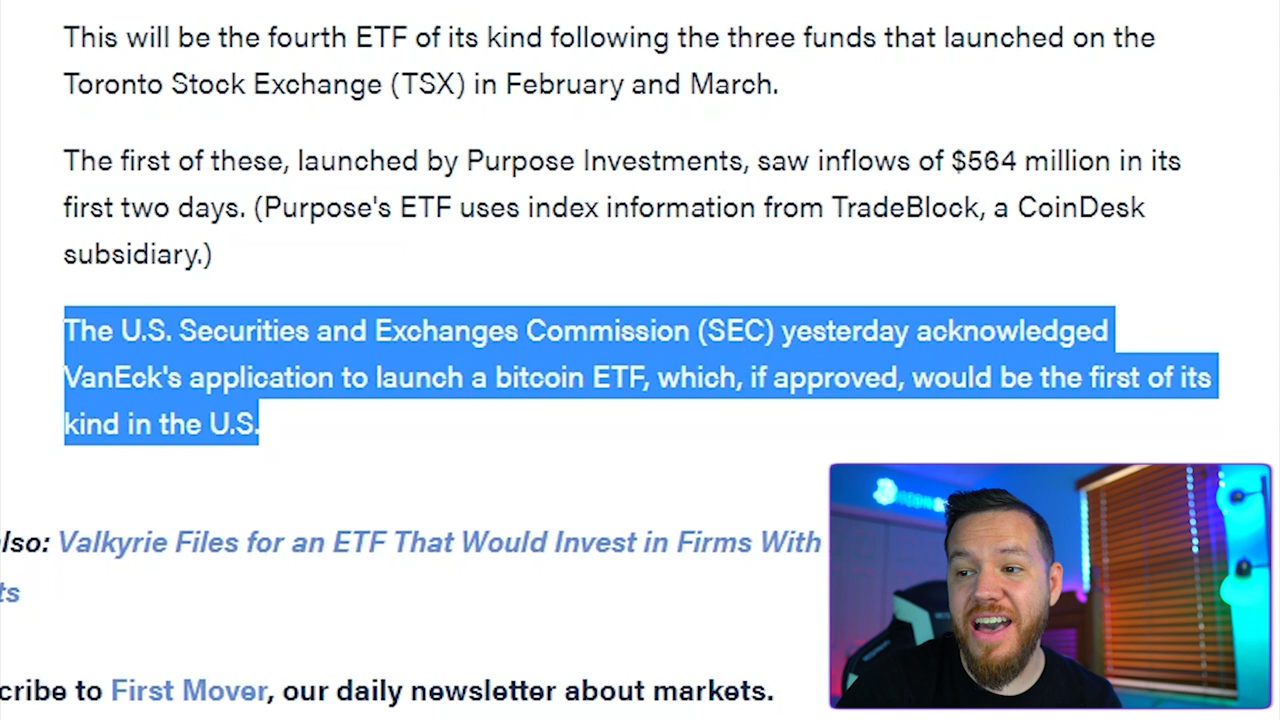 This will be the fourth ETF of its kind following the three funds that launched on the
Toronto Stock Exchange (TSX) in February and March.
The first of these, launched by Purpose Investments, saw inflows of $564 million in its
first two days. (Purpose's ETF uses index information from TradeBlock, a CoinDesk
subsidiary.)
The U.S. Securities and Exchanges Commission (SEC) yesterday acknowledged
VanEck's application to launch a bitcoin ETF, which, if approved, would be the first of its
kind in the U.S.
lso: Valkyrie Files for an ETF That Would Invest in Firms With
ts
cribe to First Mover, our daily newsletter about markets.